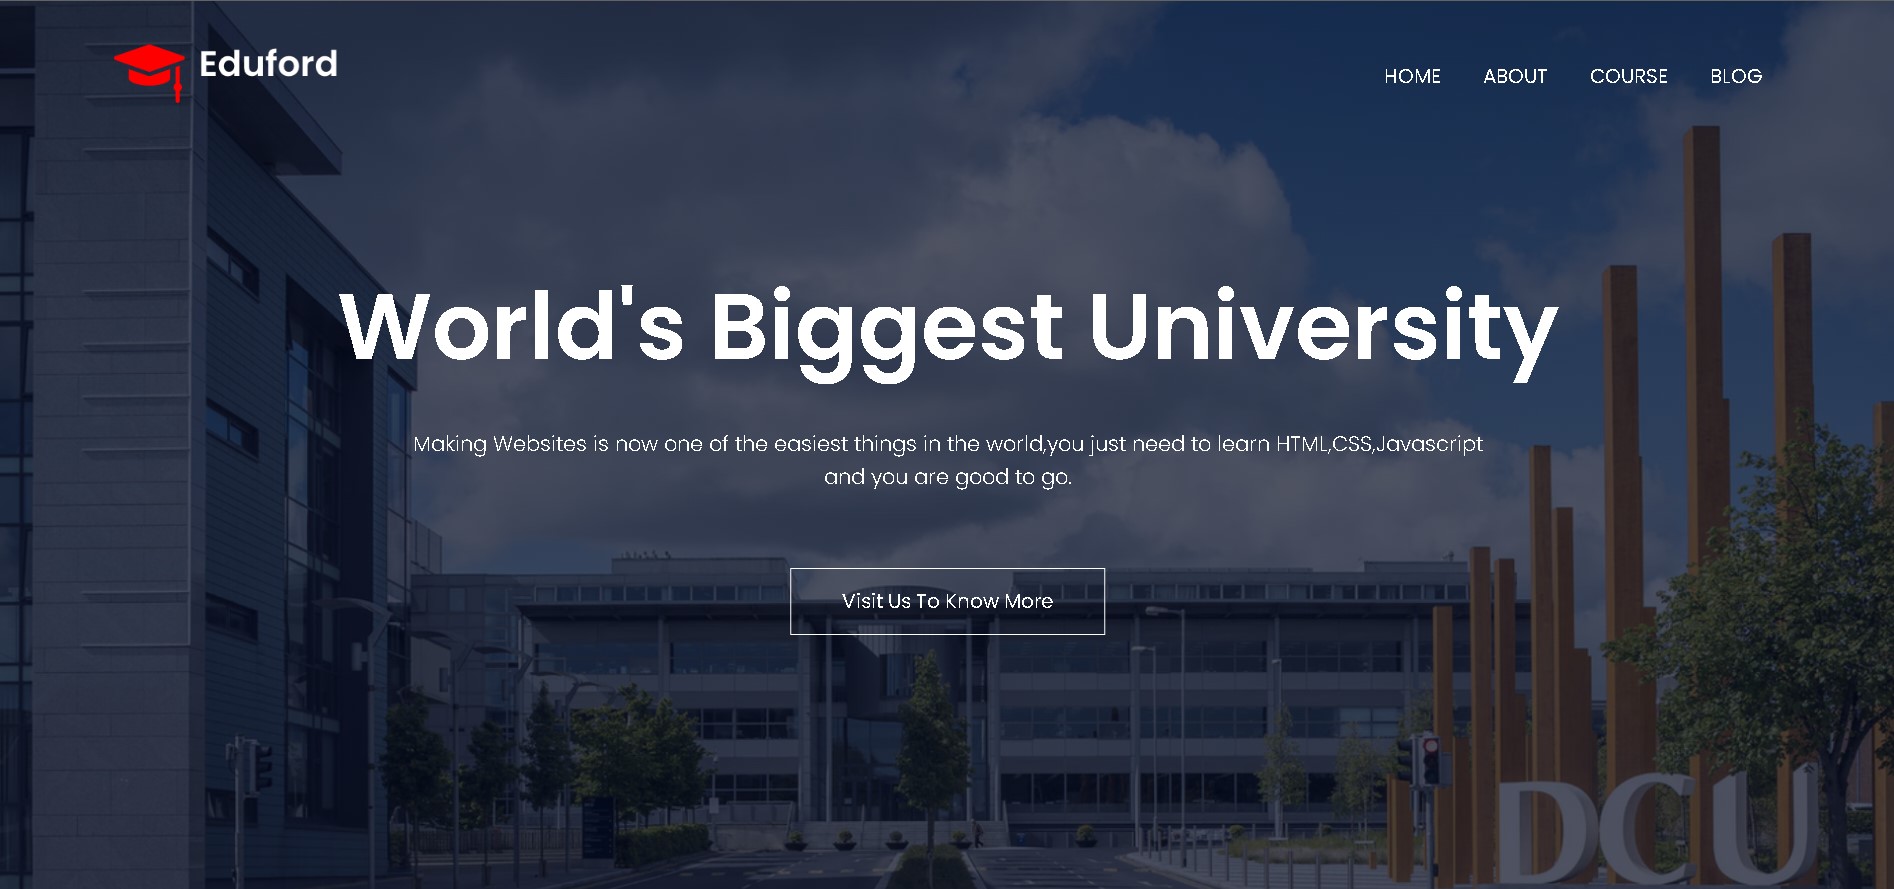 Eduford
HOME ABOUT COURSE BLOG
World's Biggest University
Making Websites is now one of the easiest things in the world,you just need to learn HTML,CSS,Javascript
and you are good to go.
Visit Us To Know More
DCU